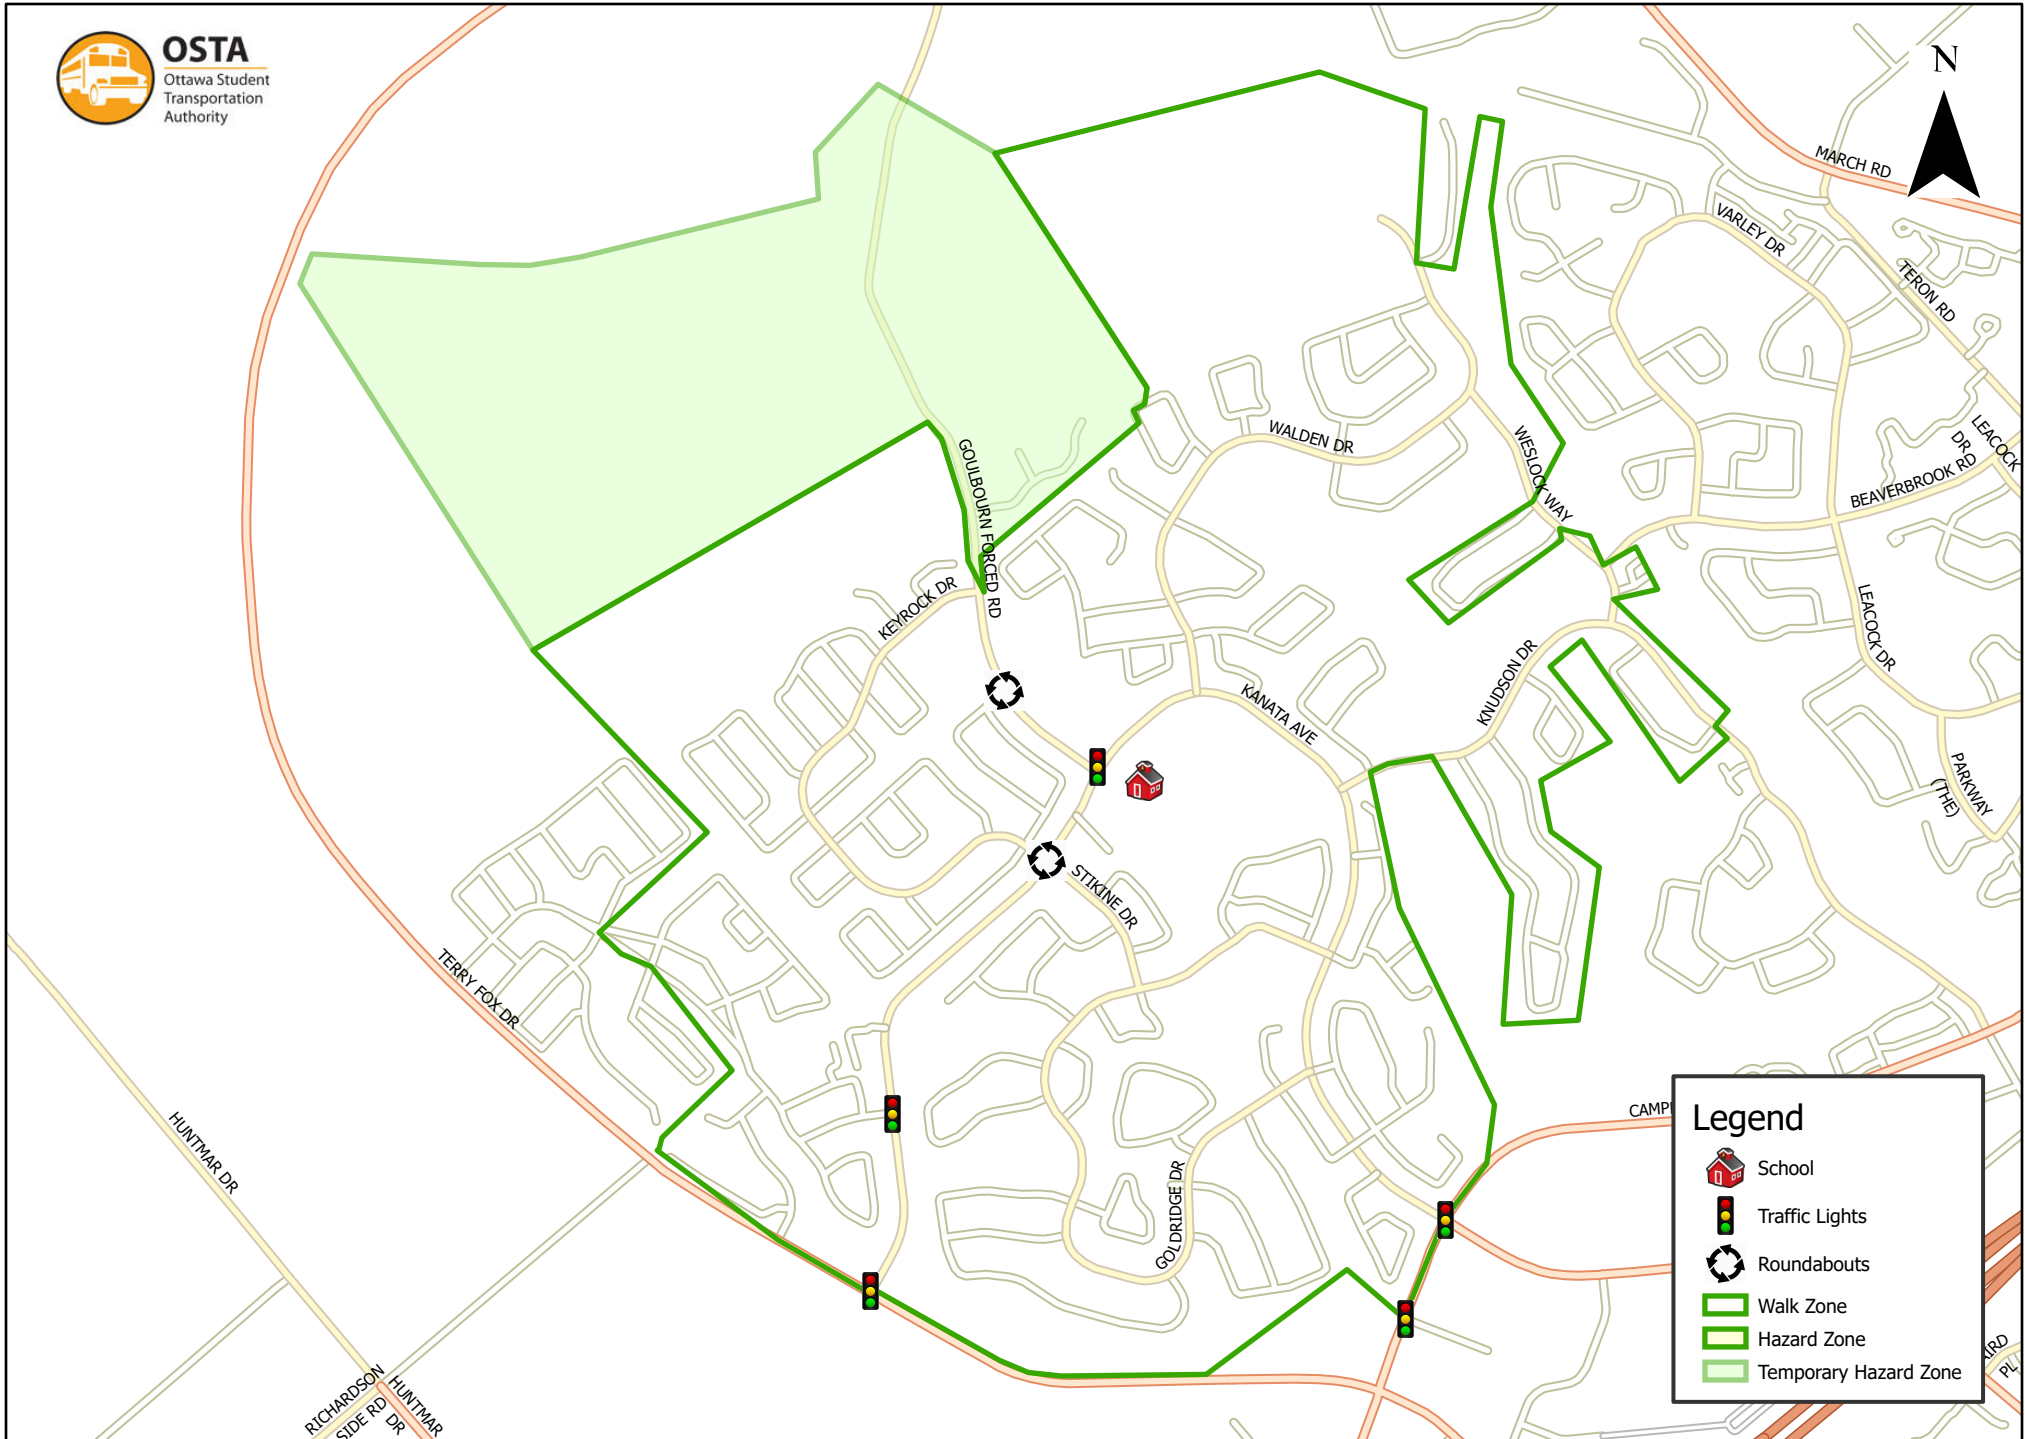 OSTA
Ottawa Student
Transportation
Authority
N
MARCH RD
VARLEY DR
TERON RD
LEACOCK
DR
BEAVERBROOK RD
WALDEN DR
WESLOCK WAY
GOULBOURN FORCED RD
KEYROCK DR
LEACOCK DR
KNUDSON DR
KANATA AVE
PARKWAY
(THE)
STIKINE DR
TERRY FOX DR
HUNTMAR DR
GOLDRIDGE DR
CAMP
RICHARDSON
SIDE RD
HUNTMAR
DR
IRD
PL
Legend
School
Traffic Lights
Roundabouts
Walk Zone
Hazard Zone
Temporary Hazard Zone